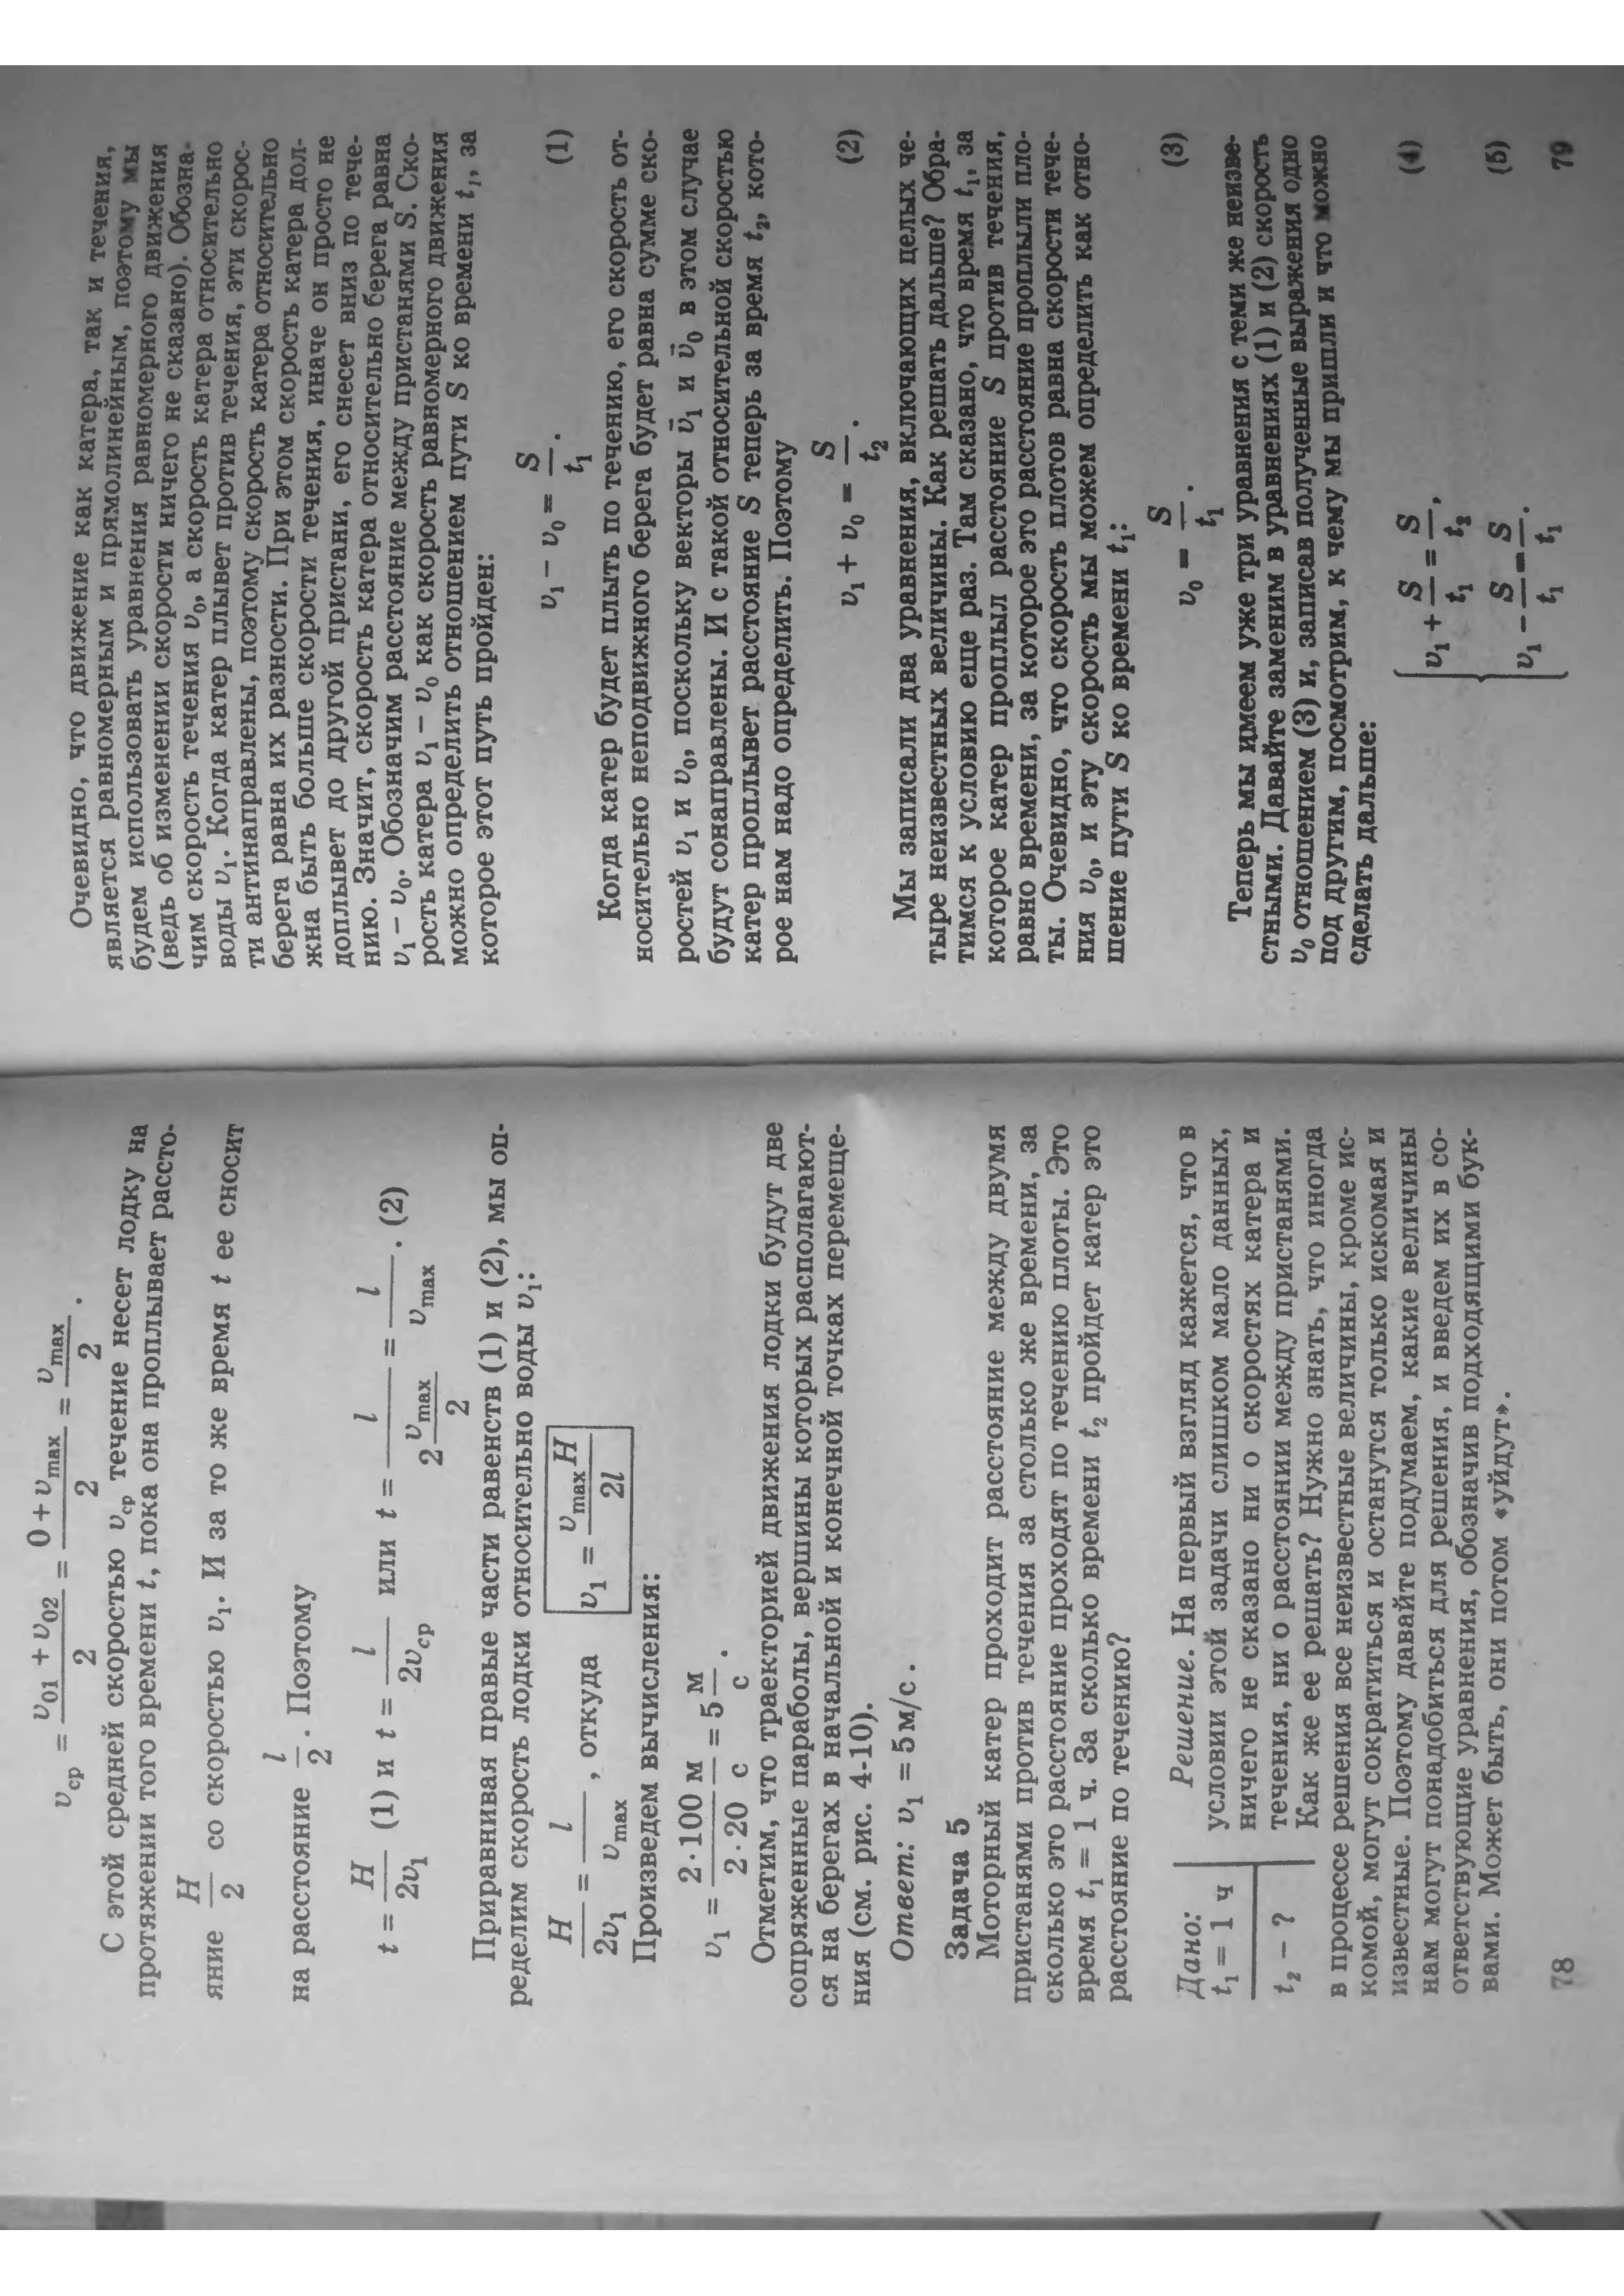 v_ср = (v_01 + v_02)/2 = (0 + v_max)/2 = v_max/2 .
С этой средней скоростью v_ср течение несет лодку на
протяжении того времени t, пока она проплывает рассто-
яние H/2 со скоростью v_1. И за то же время t ее сносит
на расстояние l/2 . Поэтому
t = H/(2v_1) (1) и t = l/(2v_ср) или t = l/(2 v_max/2) = l/v_max . (2)
Приравнивая правые части равенств (1) и (2), мы оп-
ределим скорость лодки относительно воды v_1:
H/(2v_1) = l/v_max , откуда v_1 = v_max H/(2l)
Произведем вычисления:
v_1 = (2·100 м)/(2·20 с) = 5 м/с .
Отметим, что траекторией движения лодки будут две
сопряженные параболы, вершины которых располагают-
ся на берегах в начальной и конечной точках перемеще-
ния (см. рис. 4-10).
Ответ: v_1 = 5 м/с .
Задача 5
Моторный катер проходит расстояние между двумя
пристанями против течения за столько же времени, за
сколько это расстояние проходят по течению плоты. Это
время t_1 = 1 ч. За сколько времени t_2 пройдет катер это
расстояние по течению?
Дано:
t_1 = 1 ч
t_2 – ?
Решение. На первый взгляд кажется, что в
условии этой задачи слишком мало данных,
ничего не сказано ни о скоростях катера и
течения, ни о расстоянии между пристанями.
Как же ее решать? Нужно знать, что иногда
в процессе решения все неизвестные величины, кроме ис-
комой, могут сократиться и останутся только искомая и
известные. Поэтому давайте подумаем, какие величины
нам могут понадобиться для решения, и введем их в со-
ответствующие уравнения, обозначив подходящими бук-
вами. Может быть, они потом «уйдут».
78
Очевидно, что движение как катера, так и течения,
является равномерным и прямолинейным, поэтому мы
будем использовать уравнения равномерного движения
(ведь об изменении скорости ничего не сказано). Обозна-
чим скорость течения v_0, а скорость катера относительно
воды v_1. Когда катер плывет против течения, эти скорос-
ти антинаправлены, поэтому скорость катера относительно
берега равна их разности. При этом скорость катера дол-
жна быть больше скорости течения, иначе он просто не
доплывет до другой пристани, его снесет вниз по тече-
нию. Значит, скорость катера относительно берега равна
v_1 – v_0. Обозначим расстояние между пристанями S. Ско-
рость катера v_1 – v_0 как скорость равномерного движения
можно определить отношением пути S ко времени t_1, за
которое этот путь пройден:
v_1 – v_0 = S/t_1 . (1)
Когда катер будет плыть по течению, его скорость от-
носительно неподвижного берега будет равна сумме ско-
ростей v_1 и v_0, поскольку векторы v⃗_1 и v⃗_0 в этом случае
будут сонаправлены. И с такой относительной скоростью
катер проплывет расстояние S теперь за время t_2, кото-
рое нам надо определить. Поэтому
v_1 + v_0 = S/t_2 . (2)
Мы записали два уравнения, включающих целых че-
тыре неизвестных величины. Как решать дальше? Обра-
тимся к условию еще раз. Там сказано, что время t_1, за
которое катер проплыл расстояние S против течения,
равно времени, за которое это расстояние проплыли пло-
ты. Очевидно, что скорость плотов равна скорости тече-
ния v_0, и эту скорость мы можем определить как отно-
шение пути S ко времени t_1:
v_0 = S/t_1 . (3)
Теперь мы имеем уже три уравнения с теми же неизве-
стными. Давайте заменим в уравнениях (1) и (2) скорость
v_0 отношением (3) и, записав полученные выражения одно
под другим, посмотрим, к чему мы пришли и что можно
сделать дальше:
{ v_1 + S/t_1 = S/t_2 , (4)
v_1 – S/t_1 = S/t_1 . (5)
79